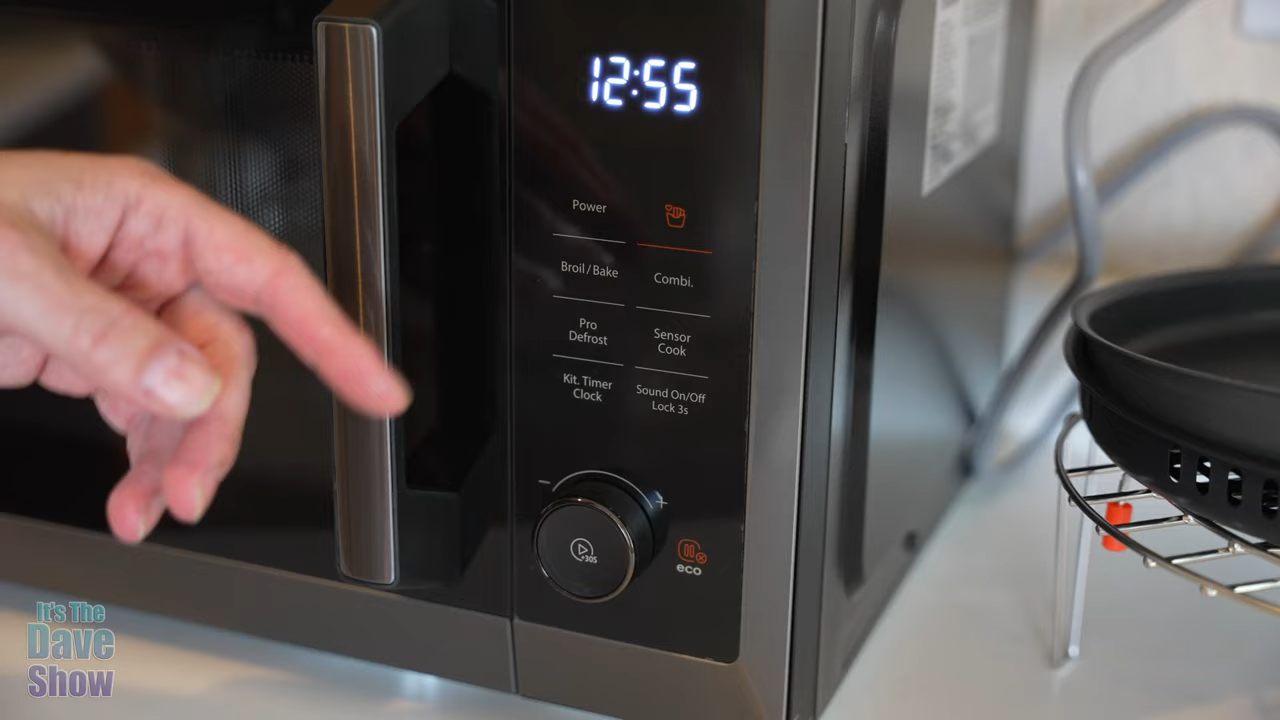 12:55
Power
Broil/Bake
Combi.
Pro
Defrost
Sensor
Cook
Kit. Timer
Clock
Sound On/Off
Lock 3s
- +
+30S
eco
It's The
Dave
Show